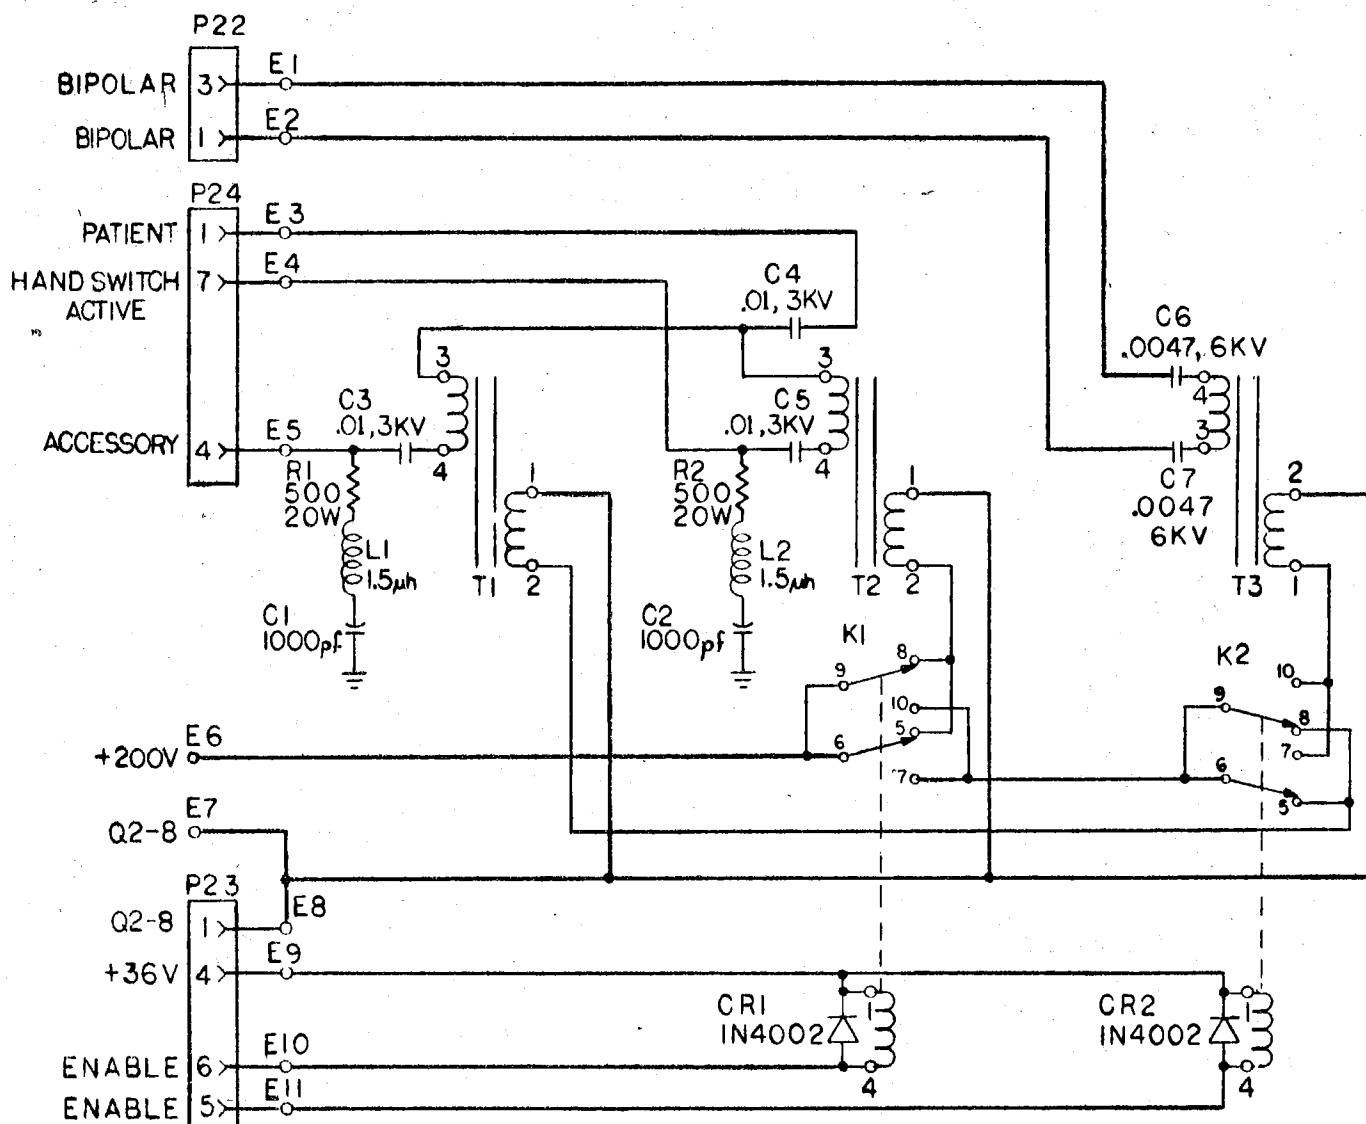 P22
BIPOLAR 3 E1
BIPOLAR 1 E2
P24
PATIENT 1 E3
HAND SWITCH 7 E4
ACTIVE
C4
.01, 3KV
C6
.0047, 6KV
3 3 4
C3 C5
.01,3KV .01,3KV
ACCESSORY 4 E5 4 4 3
R1 R2 C7
500 500 .0047
20W 20W 6KV
1 1 2
L1 L2
1.5µh 1.5µh
T1 2 T2 2 T3 1
C1 C2
1000pf 1000pf
K1 K2
9 8 10
10 9 8
+200V E6 6 5 7
7 6 5
Q2-8 E7
P23
Q2-8 1 E8
+36V 4 E9
CR1 1 CR2 1
1N4002 1N4002
ENABLE 6 E10 4 4
ENABLE 5 E11